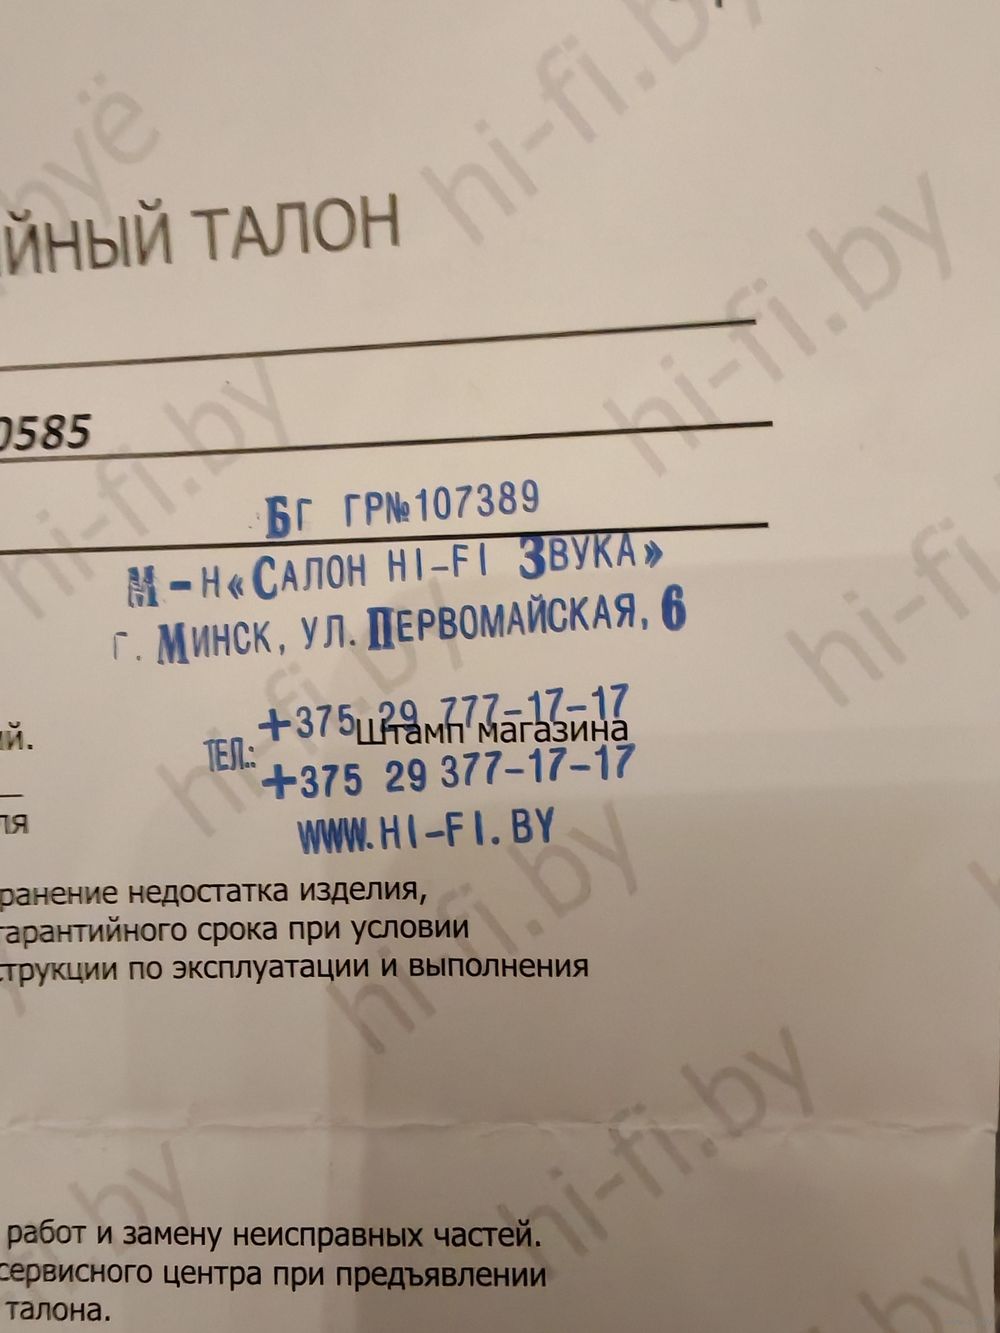 ЙНЫЙ ТАЛОН
0585
БГ ГР№107389
М-Н«САЛОН HI-FI ЗВУКА»
Г. МИНСК, УЛ. ПЕРВОМАЙСКАЯ, 6
+375 29 777-17-17
Штамп магазина
ий.
ТЕЛ.:
+375 29 377-17-17
ля
WWW.HI-FI.BY
ранение недостатка изделия,
гарантийного срока при условии
струкции по эксплуатации и выполнения
работ и замену неисправных частей.
сервисного центра при предъявлении
талона.
hi-fi.by
hi-fi.by
hi-fi.by
hi-fi.by
hi-fi.by
hi-fi.by